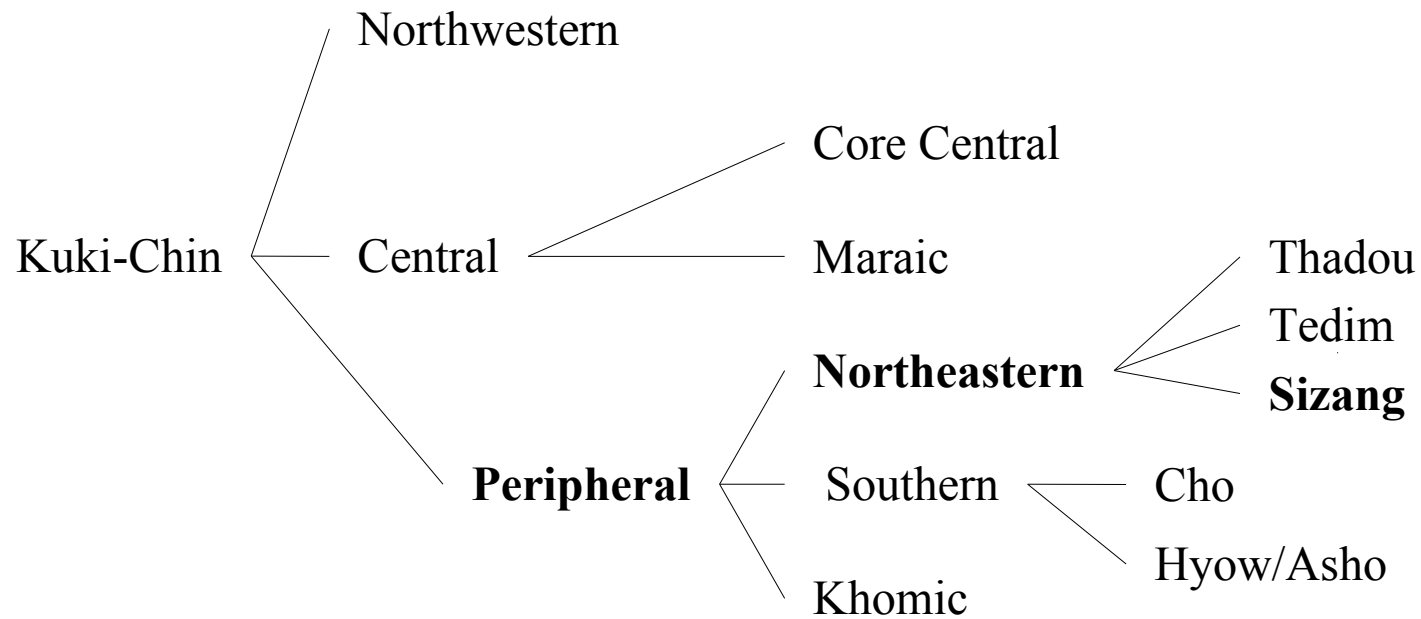 Northwestern
Core Central
Kuki-Chin
Central
Maraic
Thadou
Tedim
Northeastern
Sizang
Peripheral
Southern
Cho
Hyow/Asho
Khomic